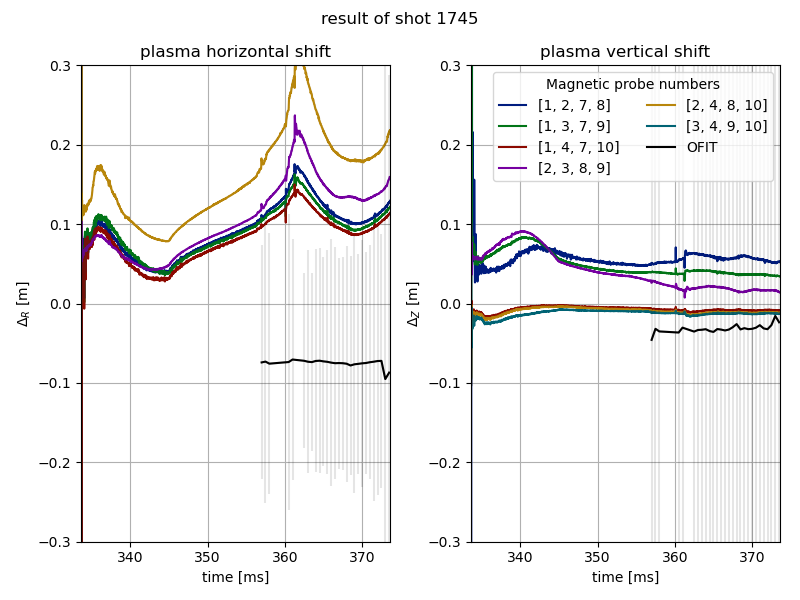 result of shot 1745
plasma horizontal shift
0.3
0.2
0.1
0.0
−0.1
−0.2
−0.3
Δ_R [m]
340
350
360
370
time [ms]
plasma vertical shift
Magnetic probe numbers
[1, 2, 7, 8]
[1, 3, 7, 9]
[1, 4, 7, 10]
[2, 3, 8, 9]
[2, 4, 8, 10]
[3, 4, 9, 10]
OFIT
0.3
0.2
0.1
0.0
−0.1
−0.2
−0.3
Δ_Z [m]
340
350
360
370
time [ms]